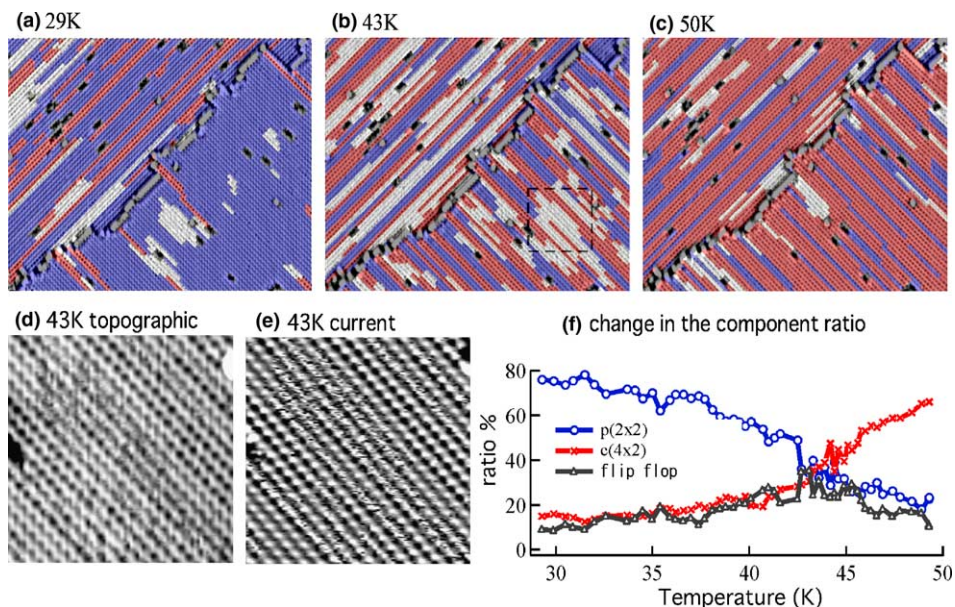 (a) 29K
(b) 43K
(c) 50K
(d) 43K topographic
(e) 43K current
(f) change in the component ratio
80
60
40
20
0
ratio %
p(2x2)
c(4x2)
flip flop
30 35 40 45 50
Temperature (K)